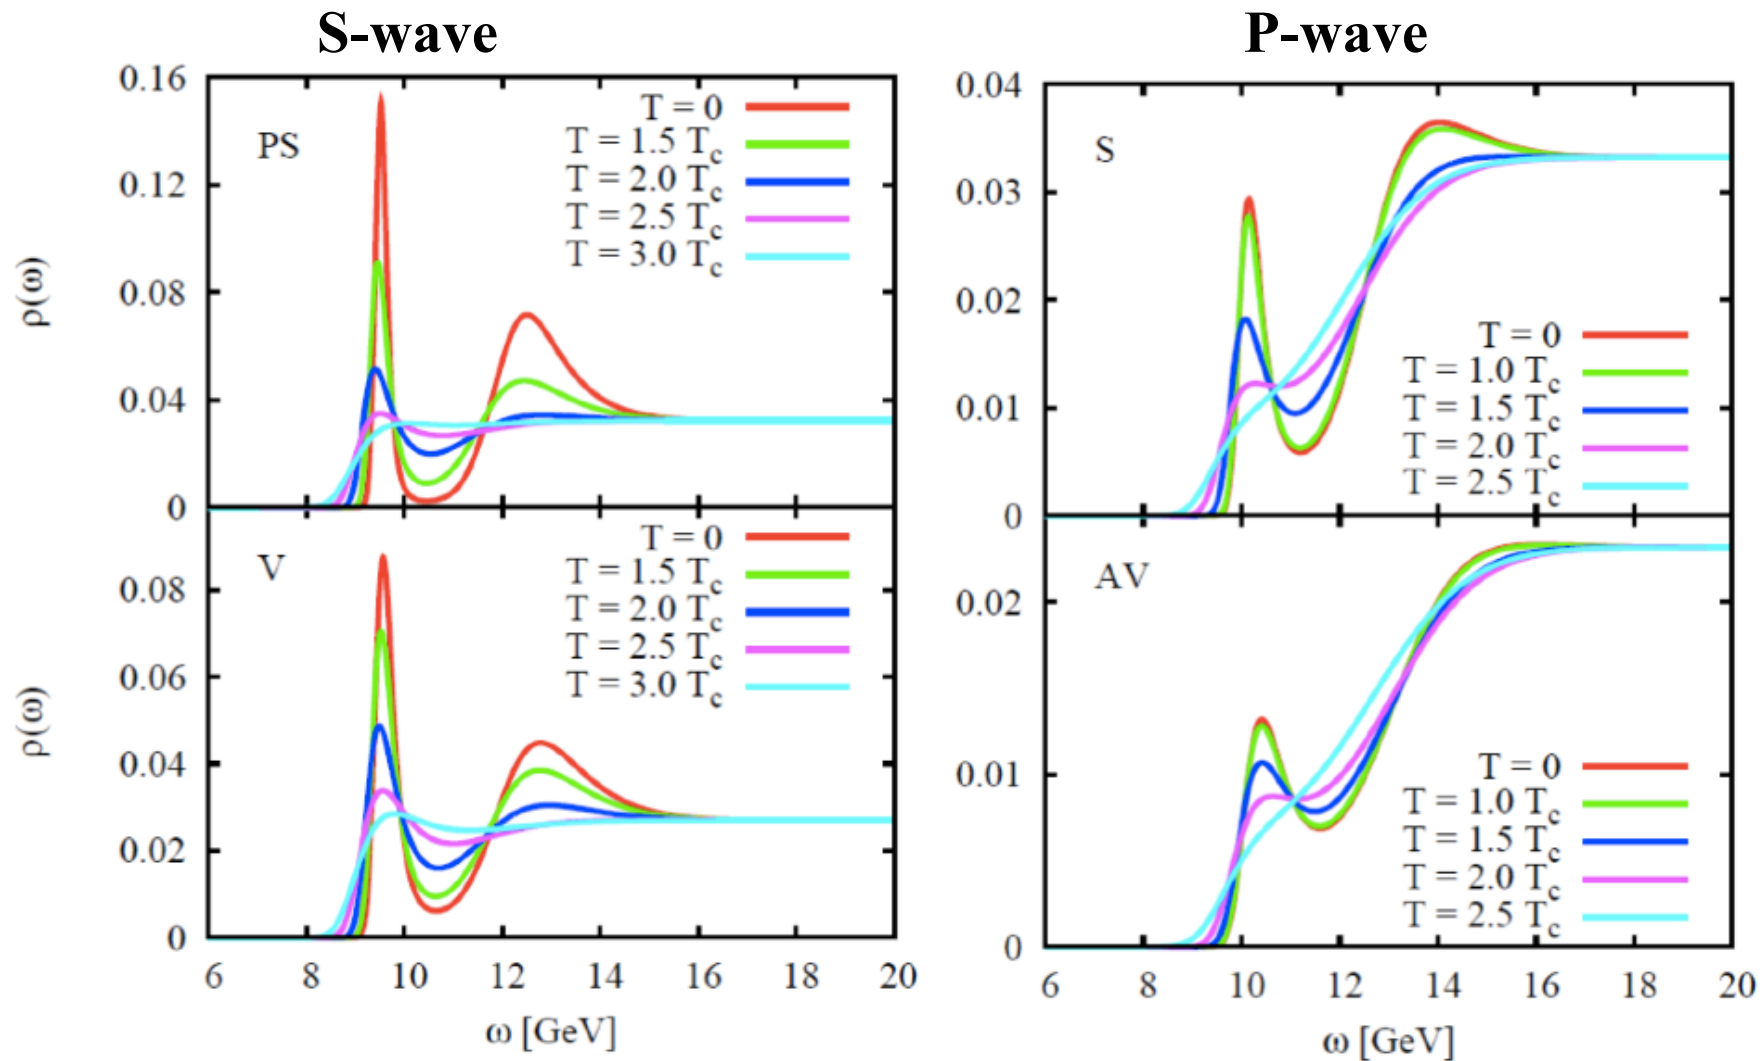 S-wave
P-wave
0.16
0.12
0.08
0.04
0
ρ(ω)
PS
T = 0
T = 1.5 Tc
T = 2.0 Tc
T = 2.5 Tc
T = 3.0 Tc
0.08
0.06
0.04
0.02
0
ρ(ω)
V
T = 0
T = 1.5 Tc
T = 2.0 Tc
T = 2.5 Tc
T = 3.0 Tc
6 8 10 12 14 16 18 20
ω [GeV]
0.04
0.03
0.02
0.01
0
S
T = 0
T = 1.0 Tc
T = 1.5 Tc
T = 2.0 Tc
T = 2.5 Tc
0.02
0.01
0
AV
T = 0
T = 1.0 Tc
T = 1.5 Tc
T = 2.0 Tc
T = 2.5 Tc
6 8 10 12 14 16 18 20
ω [GeV]